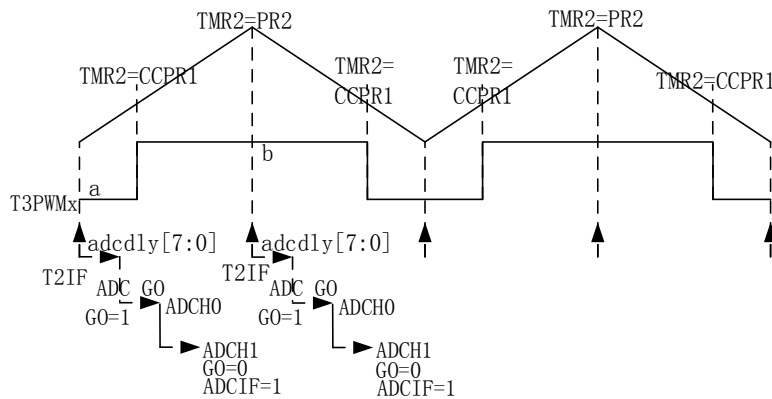 TMR2=PR2
TMR2=PR2
TMR2=CCPR1
TMR2=
CCPR1
TMR2=
CCPR1
TMR2=CCPR1
b
a
T3PWMx
adcdly[7:0]
adcdly[7:0]
T2IF
T2IF
ADC GO
GO=1
ADCH0
ADC GO
GO=1
ADCH0
ADCH1
GO=0
ADCIF=1
ADCH1
GO=0
ADCIF=1